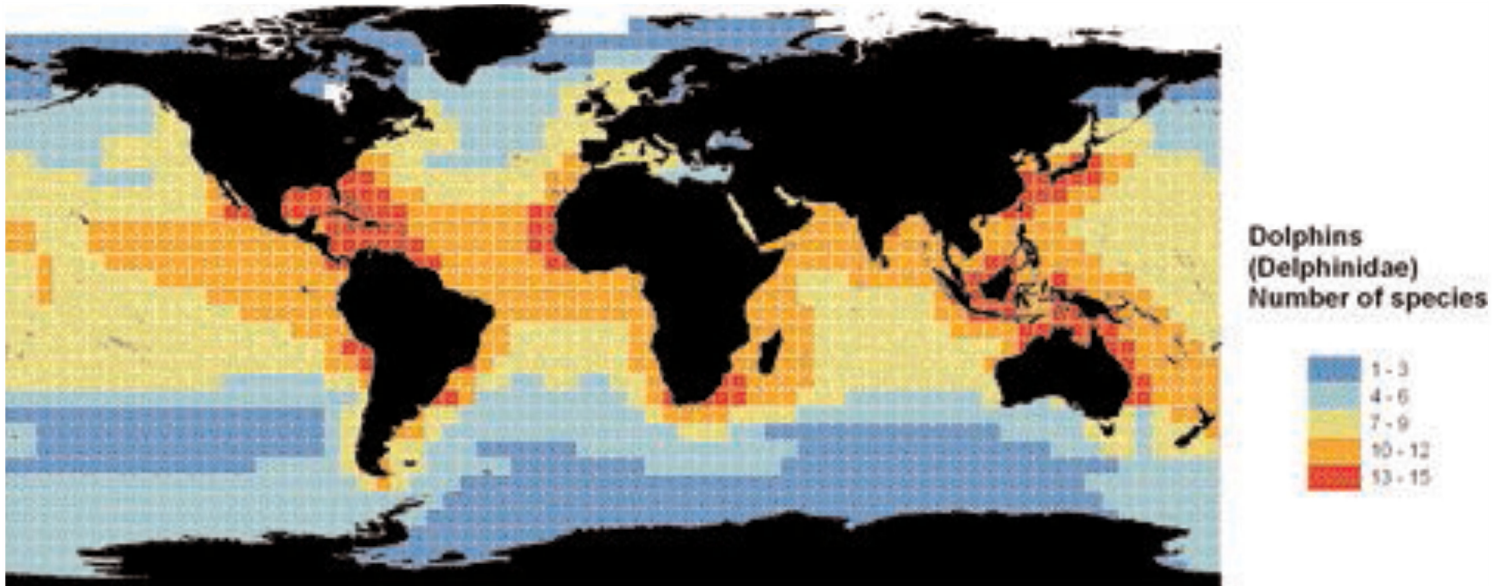 Dolphins
(Delphinidae)
Number of species
1 - 3
4 - 6
7 - 9
10 - 12
13 - 15